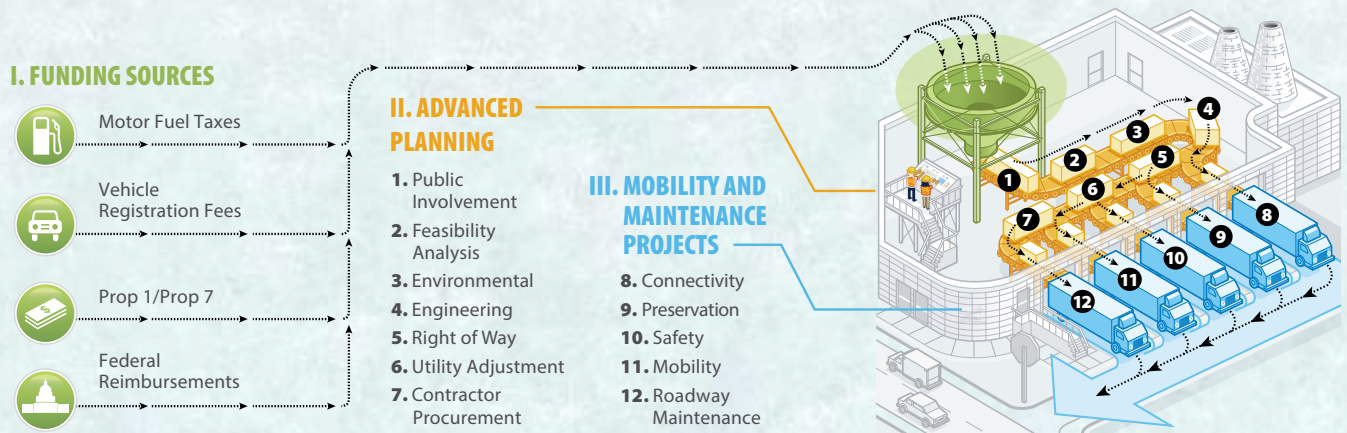 I. FUNDING SOURCES
Motor Fuel Taxes
Vehicle
Registration Fees
Prop 1/Prop 7
Federal
Reimbursements
II. ADVANCED
PLANNING
1. Public
Involvement
2. Feasibility
Analysis
3. Environmental
4. Engineering
5. Right of Way
6. Utility Adjustment
7. Contractor
Procurement
III. MOBILITY AND
MAINTENANCE
PROJECTS
8. Connectivity
9. Preservation
10. Safety
11. Mobility
12. Roadway
Maintenance
1
2
3
4
5
6
7
8
9
10
11
12